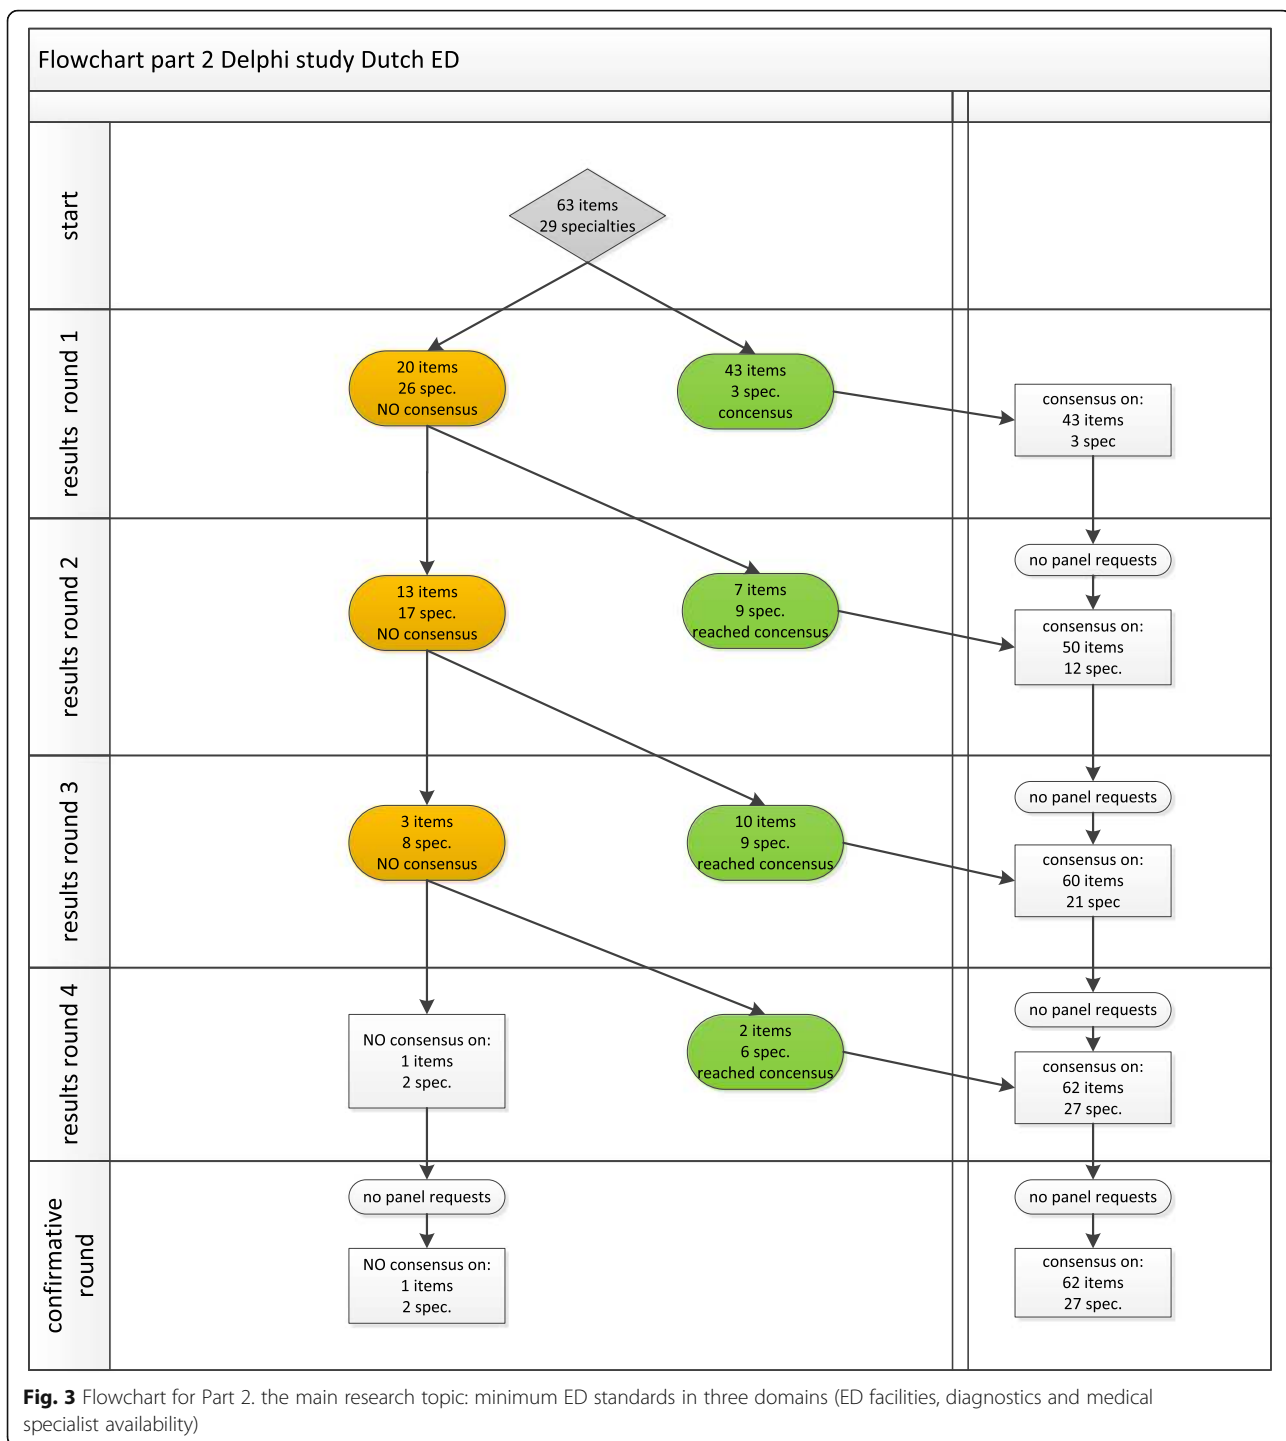 Flowchart part 2 Delphi study Dutch ED
start
63 items
29 specialties
results round 1
20 items
26 spec.
NO consensus
43 items
3 spec.
concensus
consensus on:
43 items
3 spec
results round 2
13 items
17 spec.
NO consensus
7 items
9 spec.
reached concensus
no panel requests
consensus on:
50 items
12 spec.
results round 3
3 items
8 spec.
NO consensus
10 items
9 spec.
reached concensus
no panel requests
consensus on:
60 items
21 spec
results round 4
NO consensus on:
1 items
2 spec.
2 items
6 spec.
reached concensus
no panel requests
consensus on:
62 items
27 spec.
confirmative
round
no panel requests
NO consensus on:
1 items
2 spec.
no panel requests
consensus on:
62 items
27 spec.
Fig. 3 Flowchart for Part 2. the main research topic: minimum ED standards in three domains (ED facilities, diagnostics and medical
specialist availability)